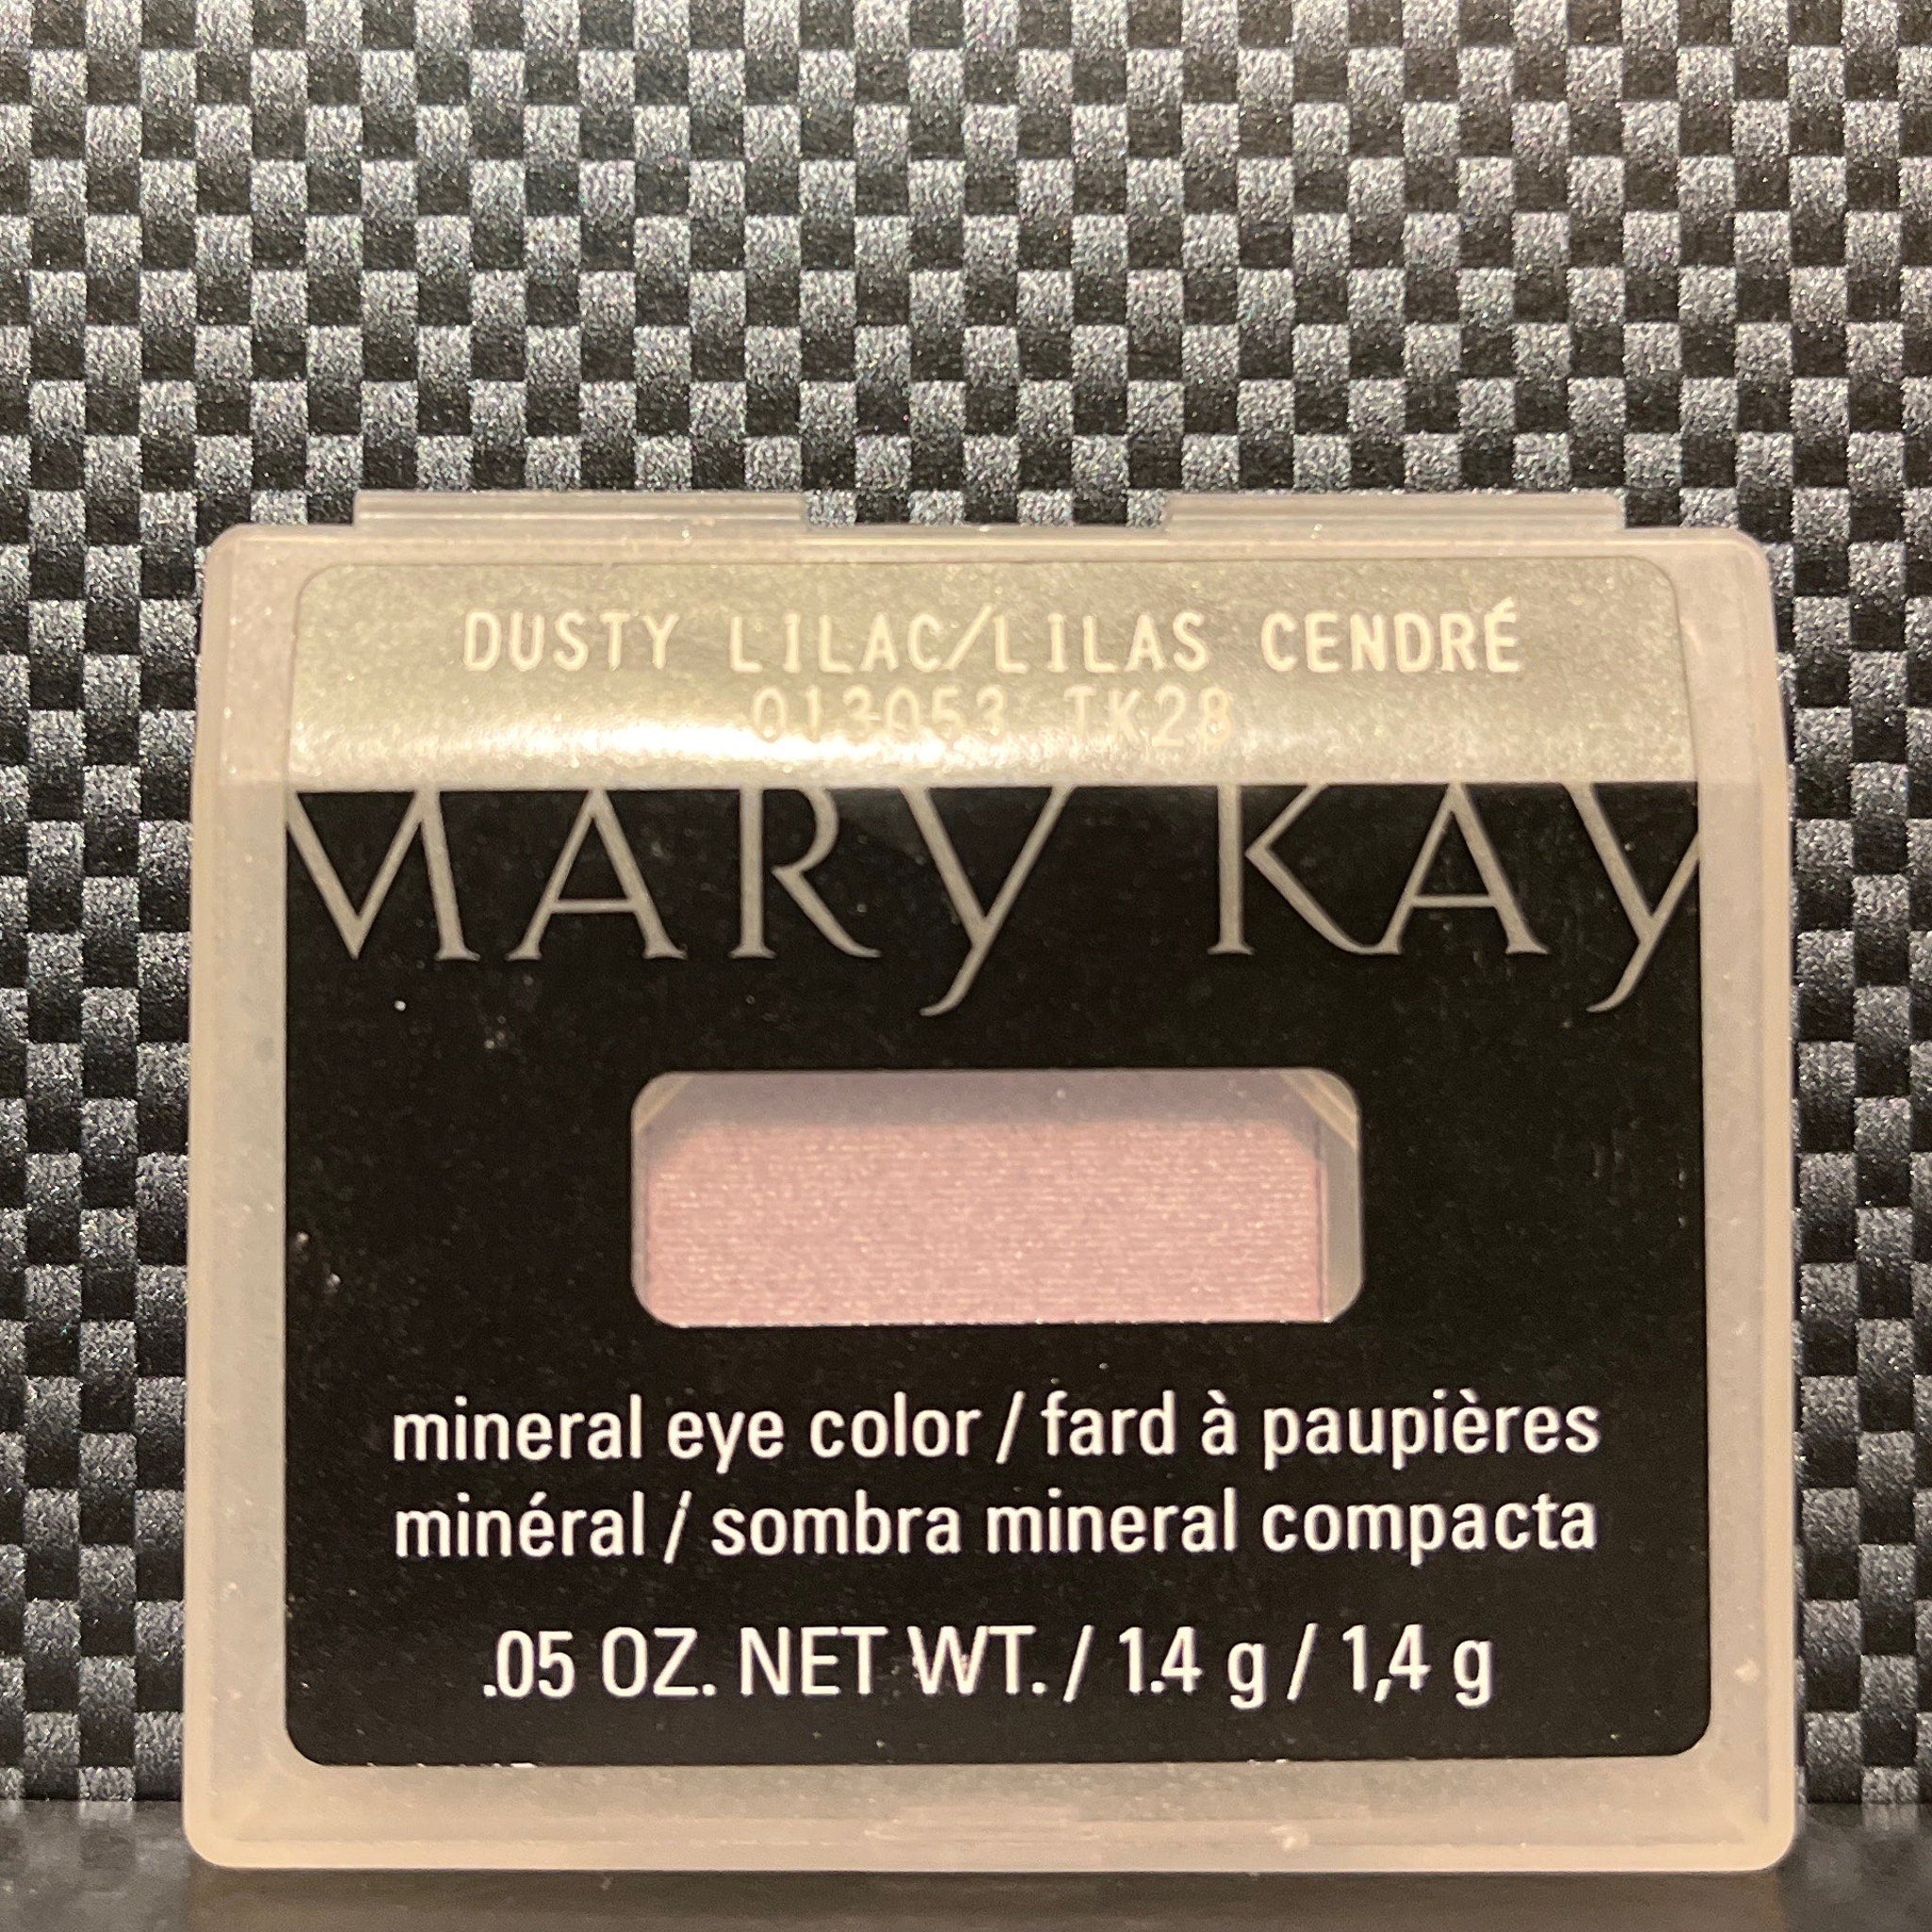 DUSTY LILAC/LILAS CENDRÉ
013053 TK28
MARY KAY
mineral eye color / fard à paupières
minéral / sombra mineral compacta
.05 OZ. NET WT. / 1.4 g / 1,4 g